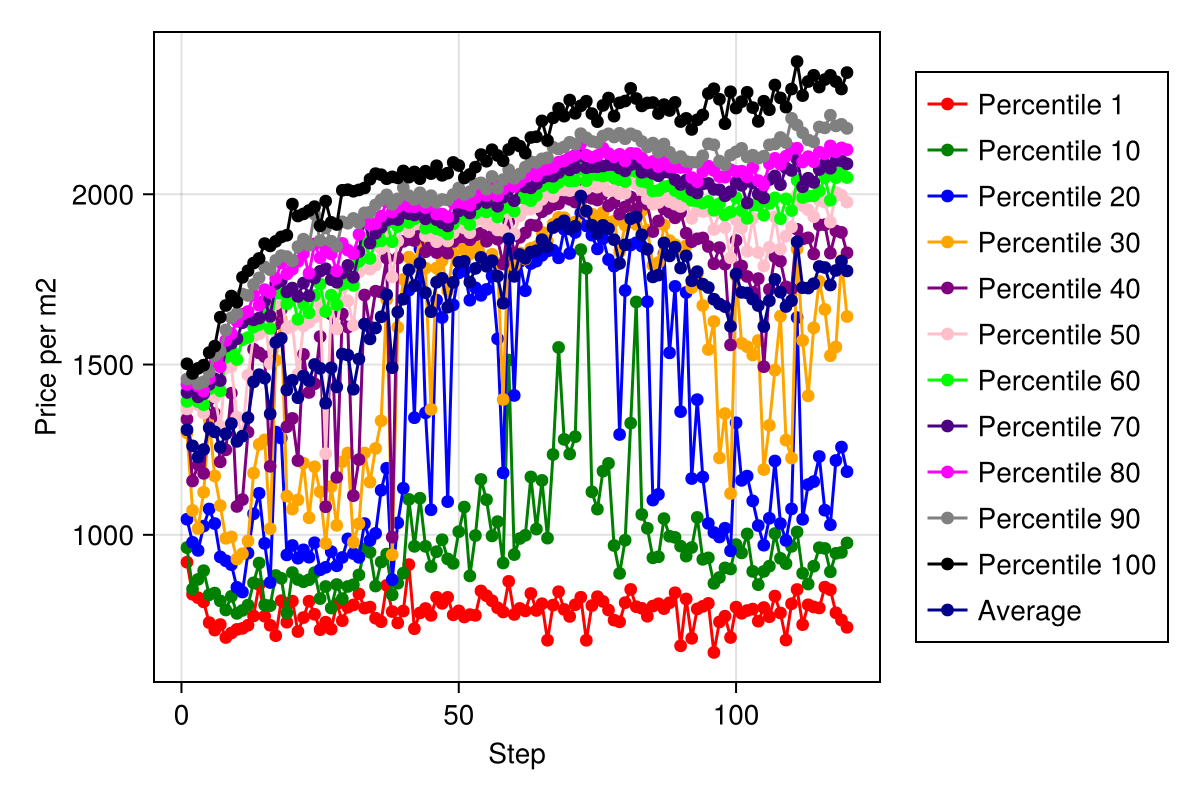 Price per m2
2000
1500
1000
0
50
100
Step
Percentile 1
Percentile 10
Percentile 20
Percentile 30
Percentile 40
Percentile 50
Percentile 60
Percentile 70
Percentile 80
Percentile 90
Percentile 100
Average